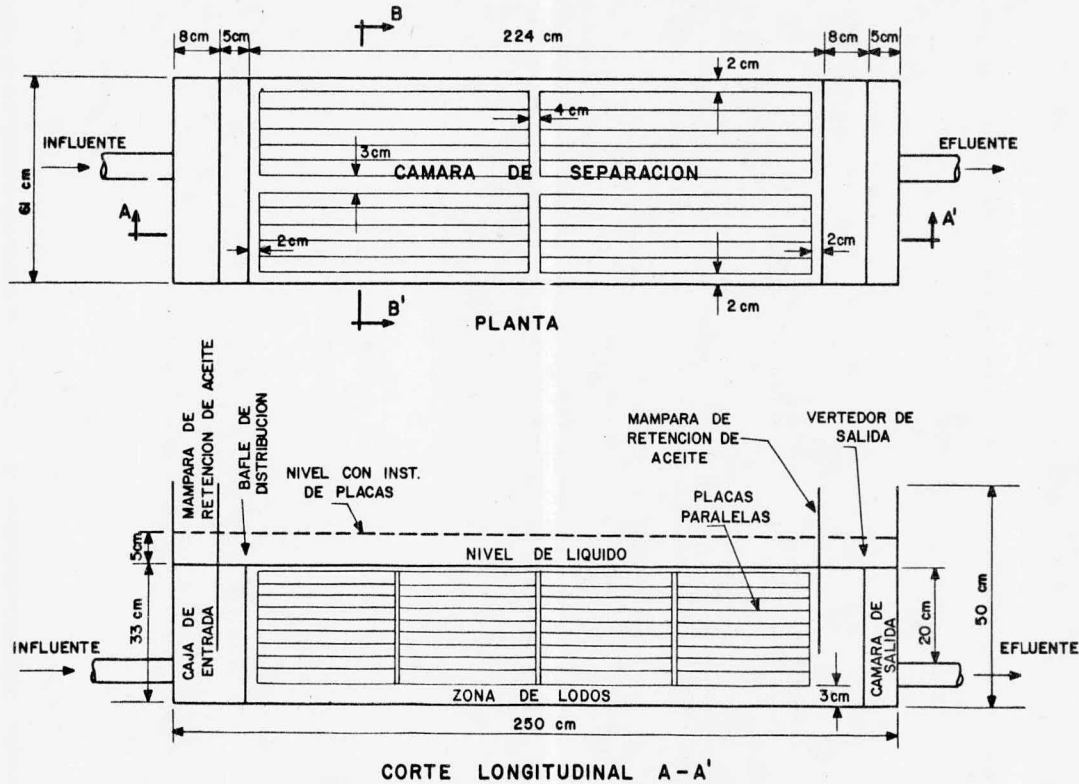 B
8cm
5cm
224 cm
8 cm
5cm
2 cm
4 cm
INFLUENTE
EFLUENTE
3cm
CAMARA DE SEPARACION
61 cm
A
A'
2cm
2cm
B'
2 cm
PLANTA
MAMPARA DE
RETENCION DE ACEITE
BAFLE DE
DISTRIBUCION
NIVEL CON INST.
DE PLACAS
MAMPARA DE
RETENCION DE
ACEITE
VERTEDOR DE
SALIDA
PLACAS
PARALELAS
5cm
NIVEL DE LIQUIDO
33 cm
CAJA DE
ENTRADA
CAMARA DE
SALIDA
20 cm
50 cm
INFLUENTE
EFLUENTE
ZONA DE LODOS
3cm
250 cm
CORTE LONGITUDINAL A-A'